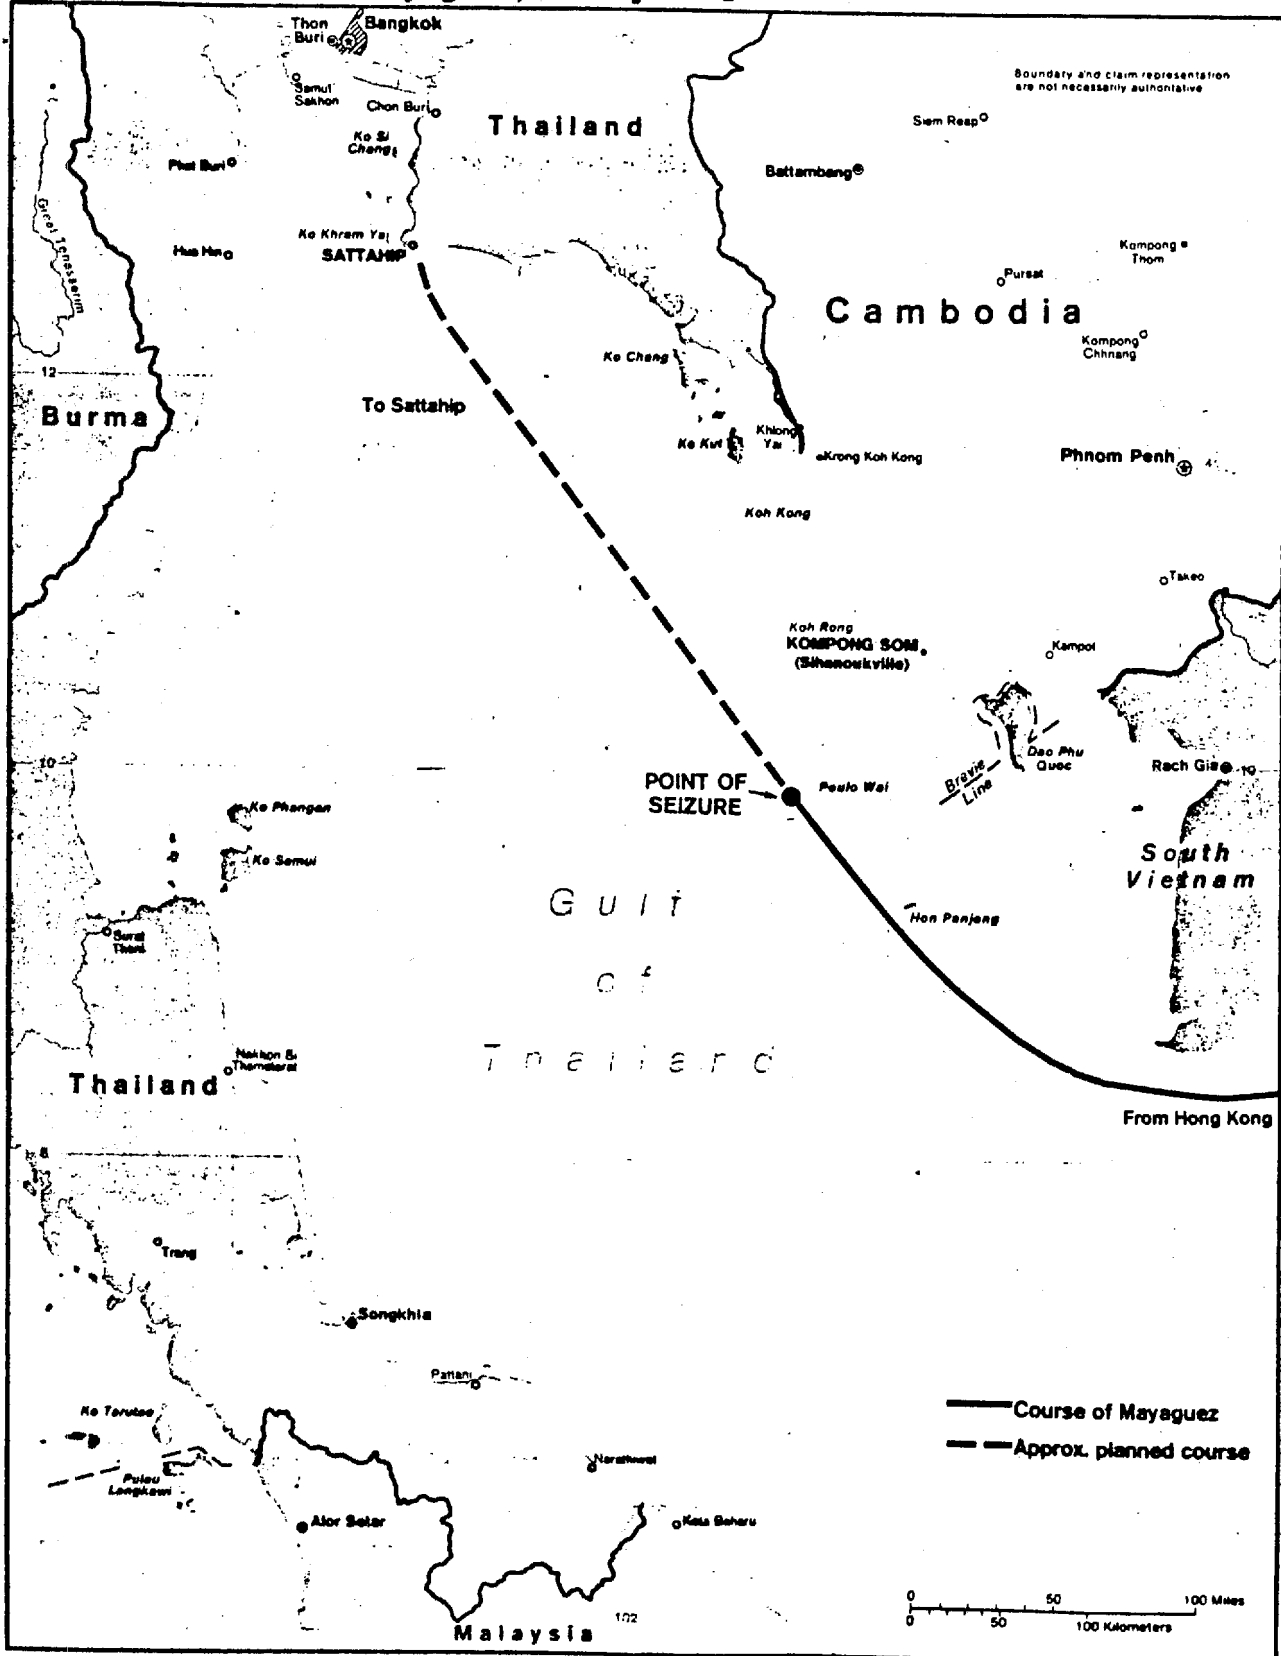 Thon
Buri
Bangkok
Samut
Sakhon
Chon Buri
Thailand
Boundary and claim representation
are not necessarily authoritative
Siem Reap
Ko Si
Chang
Phet Buri
Battambang
Great Tenasserim
Hua Hin
Ko Khram Yai
SATTAHIP
Kompong
Thom
Pursat
Cambodia
Kompong
Chhnang
Ko Chang
12
Burma
To Sattahip
Ko Kut
Khlong
Yai
Krong Koh Kong
Phnom Penh
Koh Kong
Takeo
Koh Rong
KOMPONG SOM
(Sihanoukville)
Kampot
Dao Phu
Quoc
Brevie
Line
Rach Gia
10
10
POINT OF
SEIZURE
Poulo Wai
Ko Phangan
Ko Samui
South
Vietnam
Gulf
of
Thailand
Hon Panjang
Surat
Thani
Nakhon Si
Thamatarat
Thailand
From Hong Kong
8
Trang
Songkhla
Pattani
Ko Tarutao
Course of Mayaguez
Approx. planned course
Narathiwat
Pulau
Langkawi
Alor Setar
Kota Baharu
0 50 100 Miles
0 50 100 Kilometers
102
Malaysia